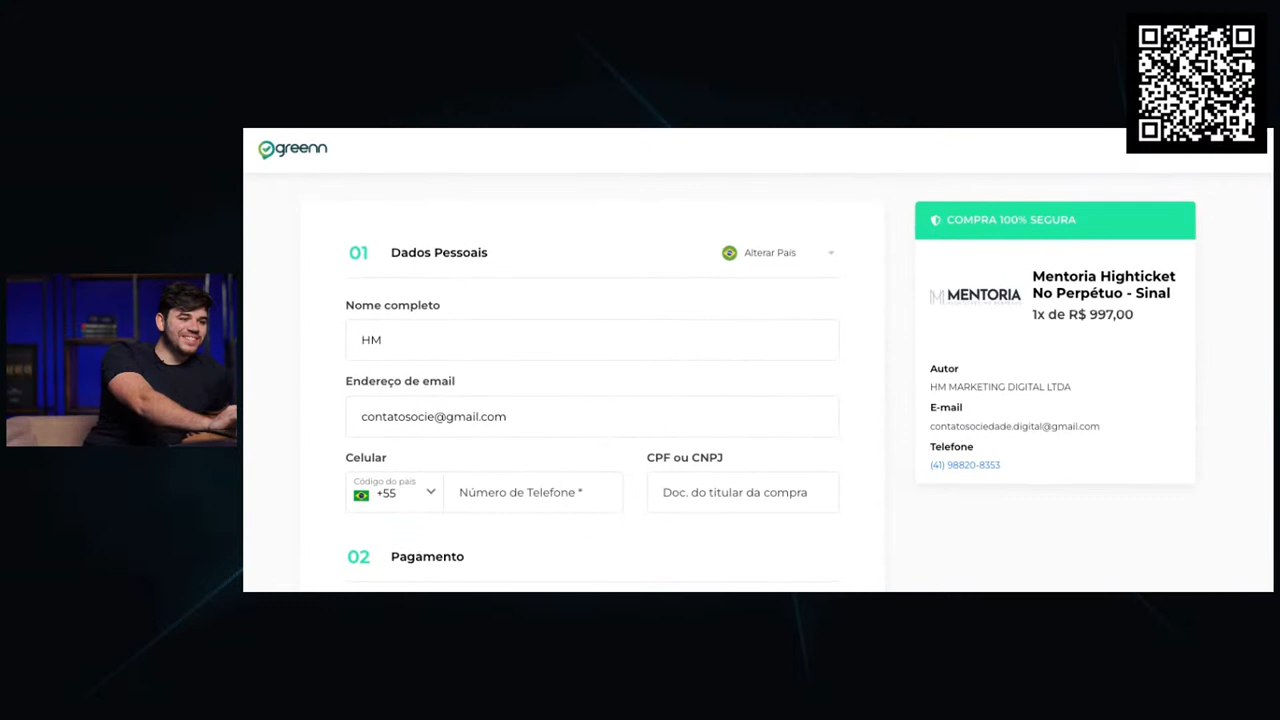 greenn
01 Dados Pessoais
Alterar País
Nome completo
HM
Endereço de email
contatosocie@gmail.com
Celular
Código do país
+55
Número de Telefone *
CPF ou CNPJ
Doc. do titular da compra
02 Pagamento
COMPRA 100% SEGURA
HM MENTORIA
Mentoria Highticket
No Perpétuo - Sinal
1x de R$ 997,00
Autor
HM MARKETING DIGITAL LTDA
E-mail
contatosociedade.digital@gmail.com
Telefone
(41) 98820-8353